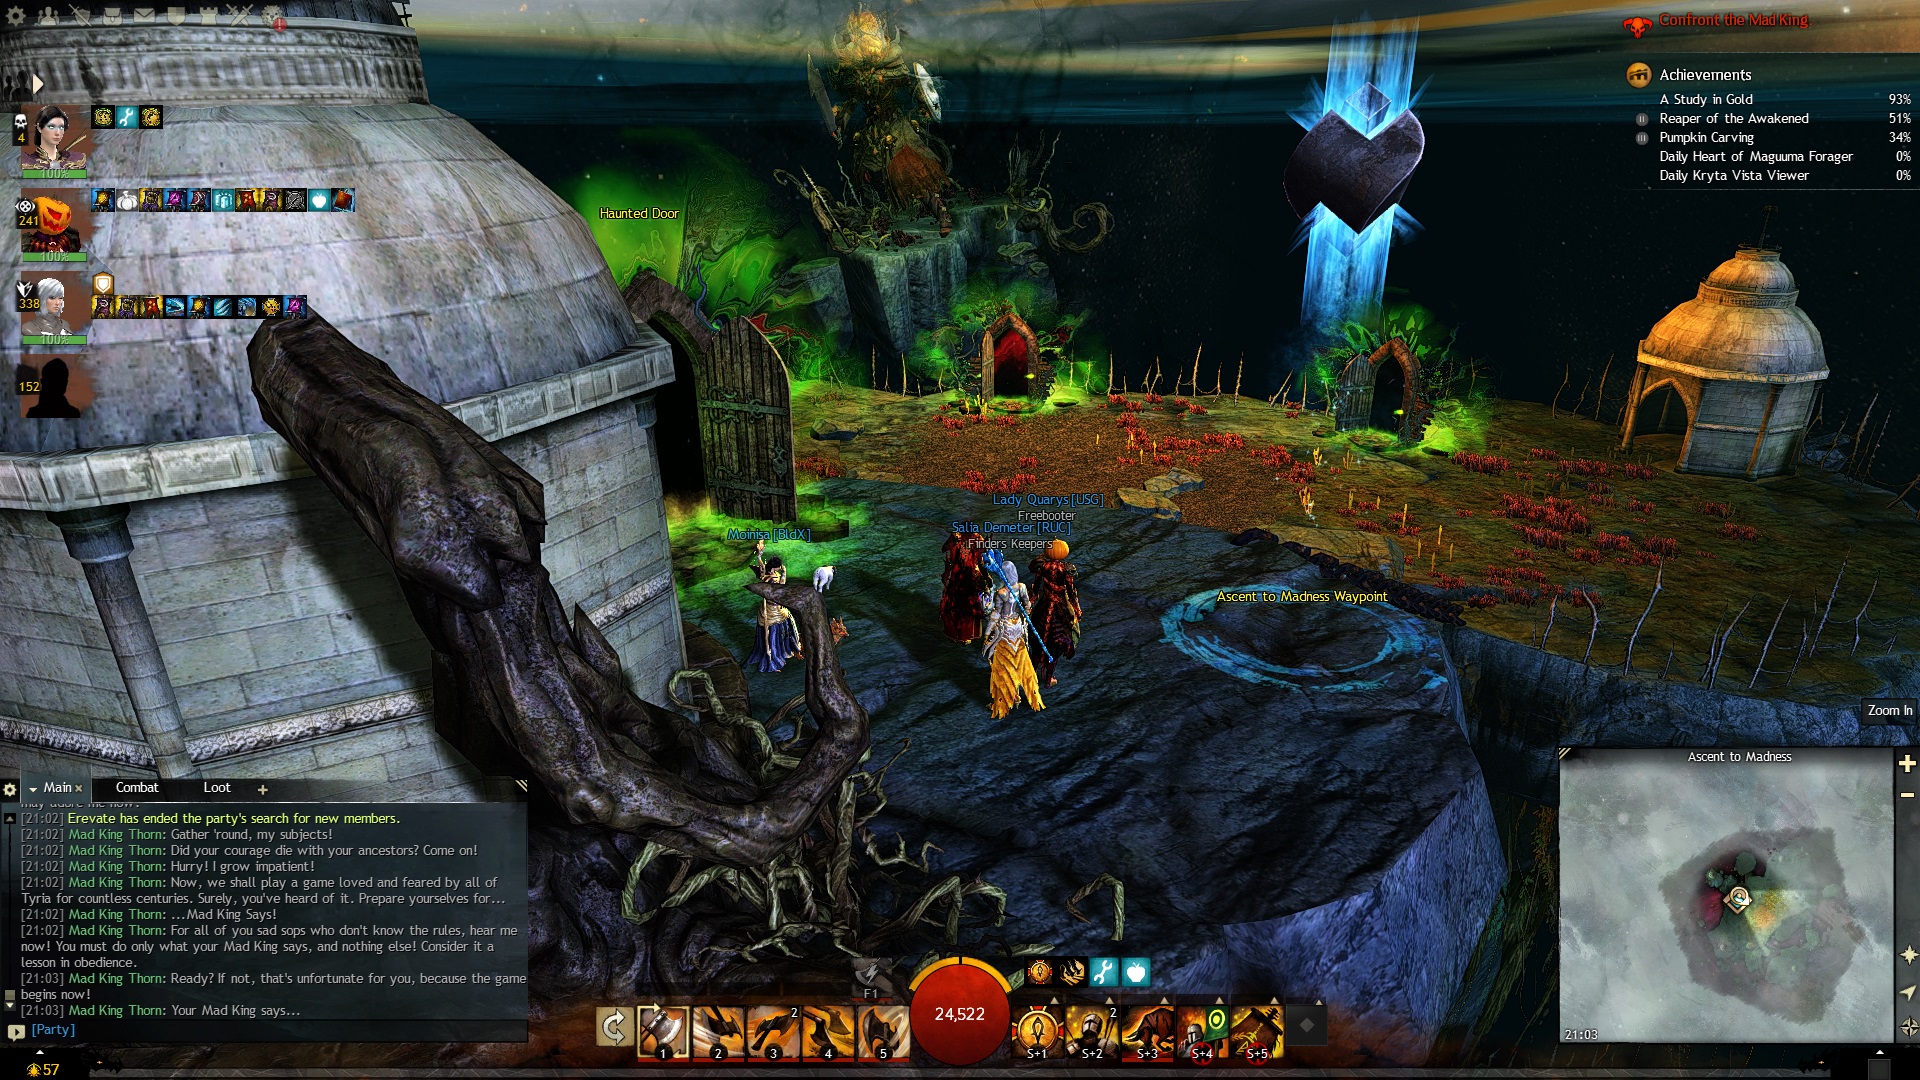 Confront the Mad King
Achievements
A Study in Gold 93%
Reaper of the Awakened 51%
Pumpkin Carving 34%
Daily Heart of Maguuma Forager 0%
Daily Kryta Vista Viewer 0%
4
100%
241
100%
338
100%
152
Haunted Door
Lady Quarys [USG]
Freebooter
Salia Demeter [RUC]
Finders Keepers
Moinisa [BldX]
Ascent to Madness Waypoint
Zoom In
Ascent to Madness
21:03
Main
Combat
Loot
may adore me now!
[21:02] Erevate has ended the party's search for new members.
[21:02] Mad King Thorn: Gather 'round, my subjects!
[21:02] Mad King Thorn: Did your courage die with your ancestors? Come on!
[21:02] Mad King Thorn: Hurry! I grow impatient!
[21:02] Mad King Thorn: Now, we shall play a game loved and feared by all of
Tyria for countless centuries. Surely, you've heard of it. Prepare yourselves for...
[21:02] Mad King Thorn: ...Mad King Says!
[21:02] Mad King Thorn: For all of you sad sops who don't know the rules, hear me
now! You must do only what your Mad King says, and nothing else! Consider it a
lesson in obedience.
[21:03] Mad King Thorn: Ready? If not, that's unfortunate for you, because the game
begins now!
[21:03] Mad King Thorn: Your Mad King says...
[Party]
57
F1
24,522
2
2
1 2 3 4 5
S+1 S+2 S+3 S+4 S+5